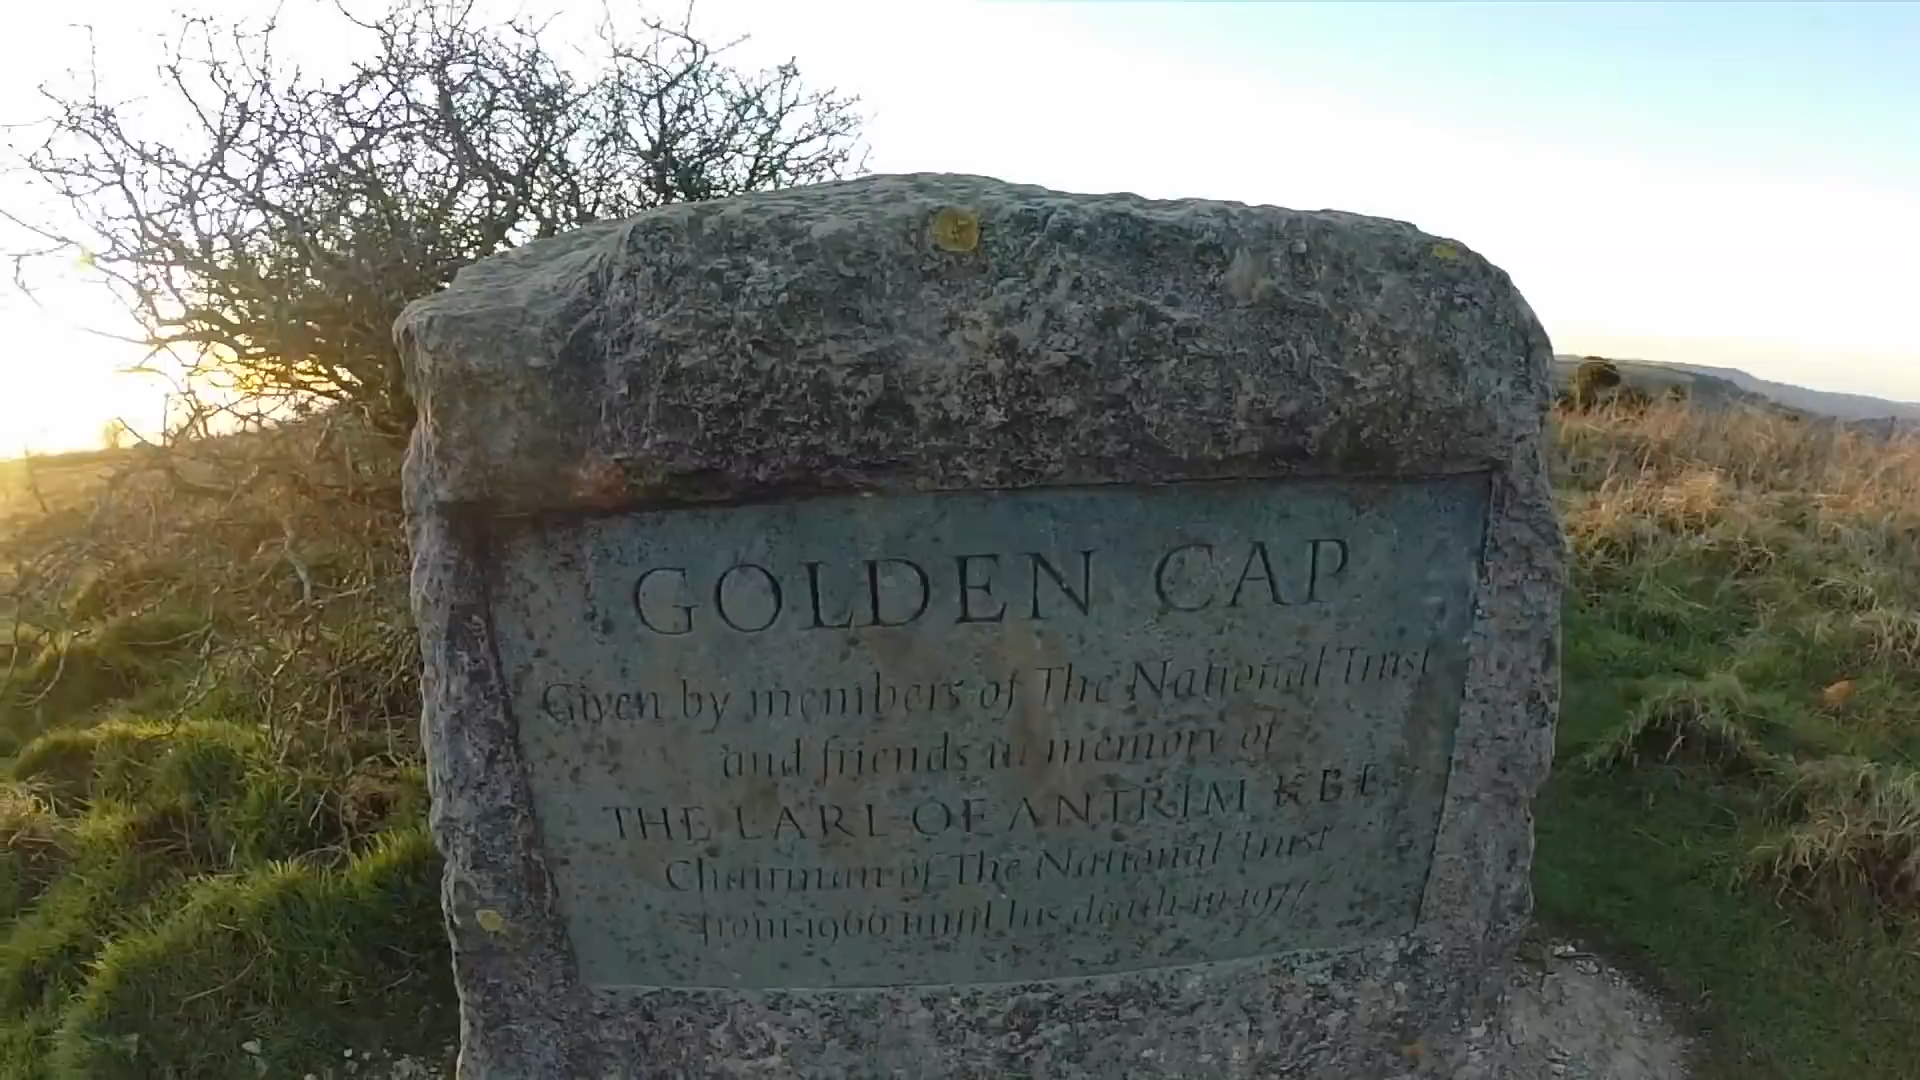 GOLDEN CAP
Given by members of The National Trust
and friends in memory of
THE EARL OF ANTRIM K B E
Chairman of The National Trust
from 1966 until his death in 1977